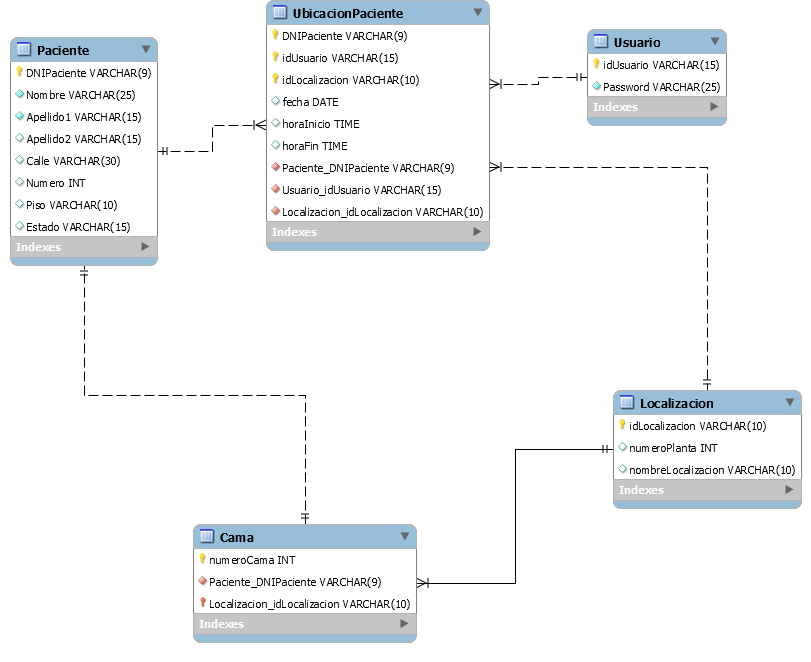 Paciente
DNIPaciente VARCHAR(9)
Nombre VARCHAR(25)
Apellido1 VARCHAR(15)
Apellido2 VARCHAR(15)
Calle VARCHAR(30)
Numero INT
Piso VARCHAR(10)
Estado VARCHAR(15)
Indexes
UbicacionPaciente
DNIPaciente VARCHAR(9)
idUsuario VARCHAR(15)
idLocalizacion VARCHAR(10)
fecha DATE
horaInicio TIME
horaFin TIME
Paciente_DNIPaciente VARCHAR(9)
Usuario_idUsuario VARCHAR(15)
Localizacion_idLocalizacion VARCHAR(10)
Indexes
Usuario
idUsuario VARCHAR(15)
Password VARCHAR(25)
Indexes
Localizacion
idLocalizacion VARCHAR(10)
numeroPlanta INT
nombreLocalizacion VARCHAR(10)
Indexes
Cama
numeroCama INT
Paciente_DNIPaciente VARCHAR(9)
Localizacion_idLocalizacion VARCHAR(10)
Indexes